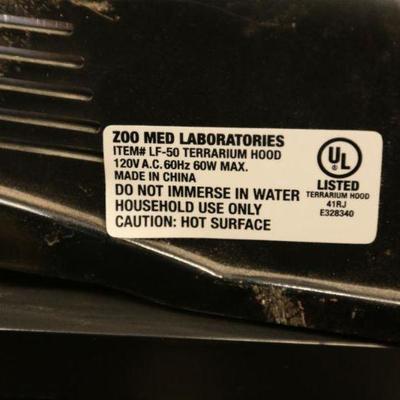 ZOO MED LABORATORIES
ITEM# LF-50 TERRARIUM HOOD
120V A.C. 60Hz 60W MAX.
MADE IN CHINA
DO NOT IMMERSE IN WATER
HOUSEHOLD USE ONLY
CAUTION: HOT SURFACE
UL
LISTED
TERRARIUM HOOD
41RJ
E328340